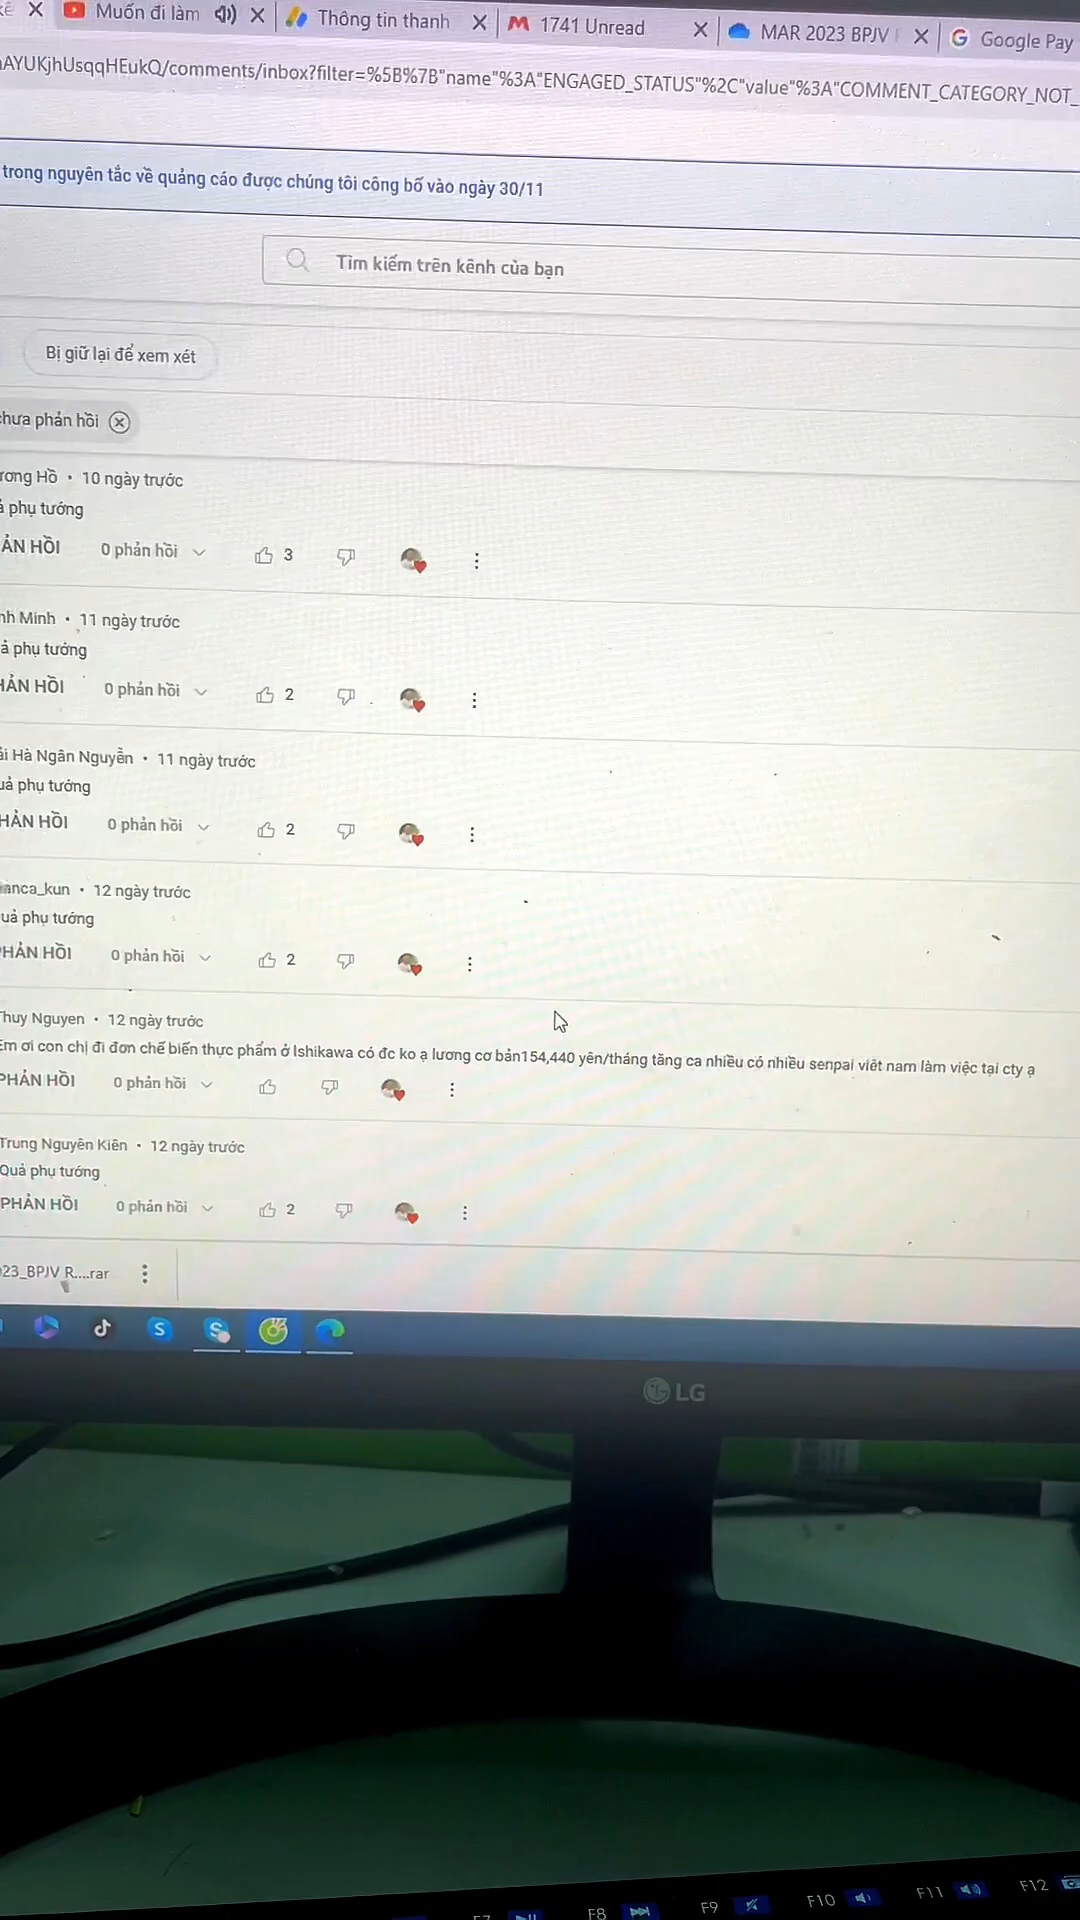 Muốn đi làm
Thông tin thanh
1741 Unread
MAR 2023 BPJV
Google Pay
AYUKjhUsqqHEukQ/comments/inbox?filter=%5B%7B"name"%3A"ENGAGED_STATUS"%2C"value"%3A"COMMENT_CATEGORY_NOT_
trong nguyên tắc về quảng cáo được chúng tôi công bố vào ngày 30/11
Tìm kiếm trên kênh của bạn
Bị giữ lại để xem xét
hưa phản hồi
ương Hồ • 10 ngày trước
ả phụ tướng
ẢN HỒI 0 phản hồi 3
nh Minh • 11 ngày trước
ả phụ tướng
HẢN HỒI 0 phản hồi 2
ải Hà Ngân Nguyễn • 11 ngày trước
uả phụ tướng
HẢN HỒI 0 phản hồi 2
anca_kun • 12 ngày trước
uả phụ tướng
PHẢN HỒI 0 phản hồi 2
Thuy Nguyen • 12 ngày trước
Em ơi con chị đi đơn chế biến thực phẩm ở Ishikawa có đc ko ạ lương cơ bản154,440 yên/tháng tăng ca nhiều có nhiều senpai viêt nam làm việc tại cty ạ
PHẢN HỒI 0 phản hồi
Trung Nguyên Kiên • 12 ngày trước
Quả phụ tướng
PHẢN HỒI 0 phản hồi 2
23_BPJV R....rar
LG
F7 F8 F9 F10 F11 F12